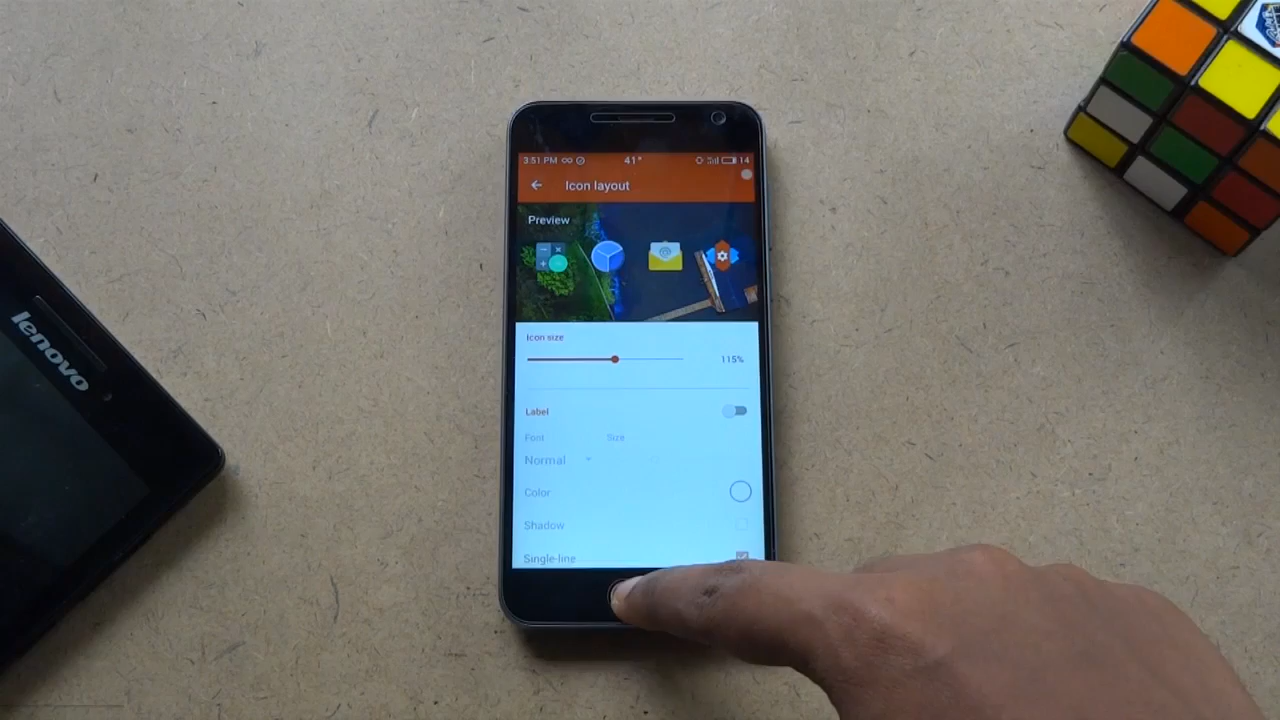 3:51 PM 41° 14
Icon layout
Preview
Icon size
115%
Label
Font Size
Normal
Color
Shadow
Single-line
lenovo